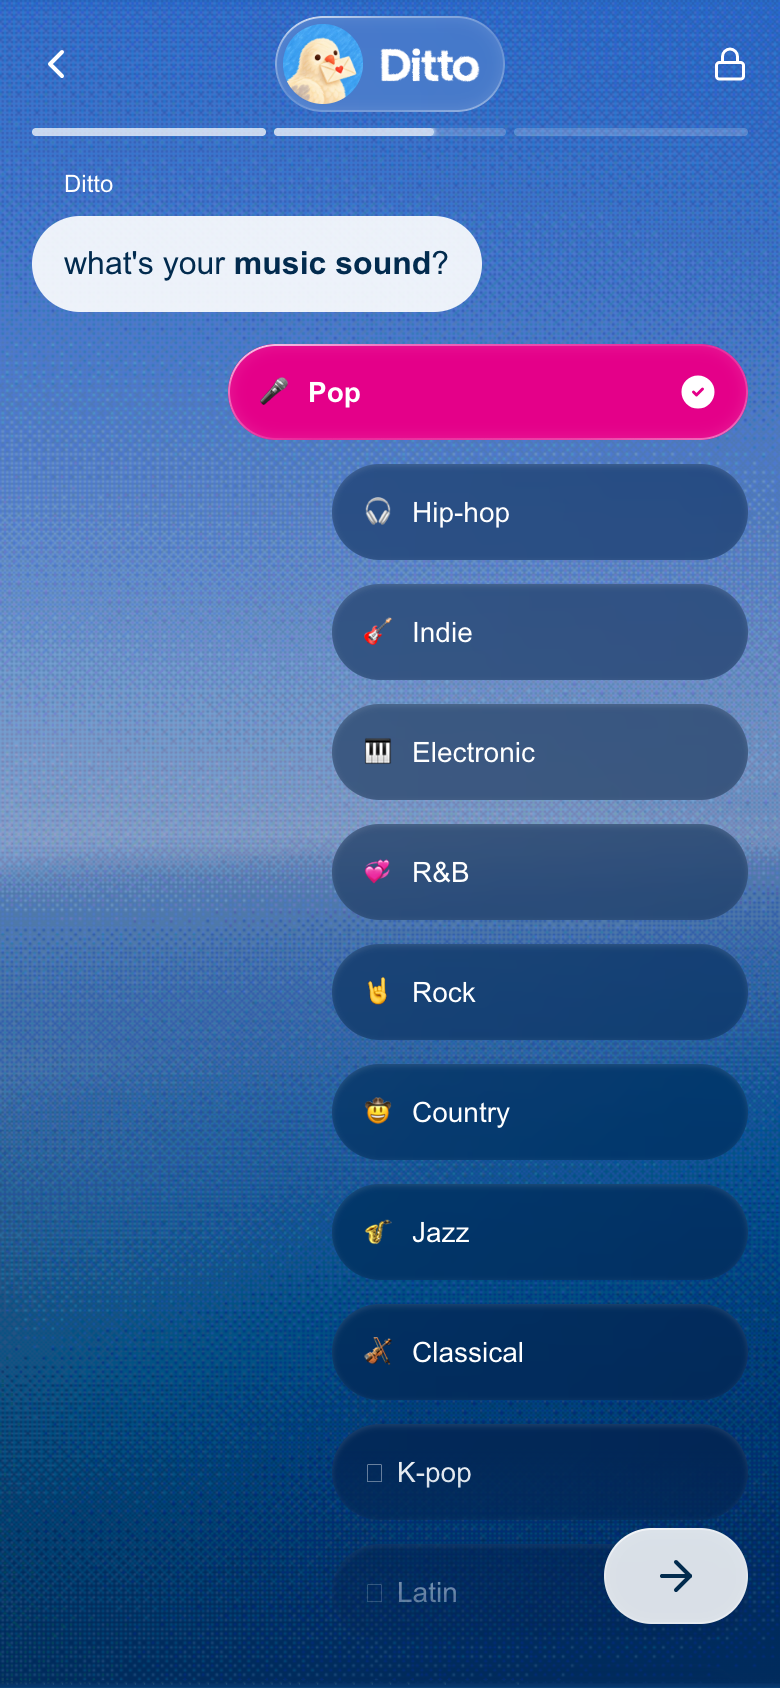 Ditto
Ditto
what's your music sound?
Pop
Hip-hop
Indie
Electronic
R&B
Rock
Country
Jazz
Classical
K-pop
Latin